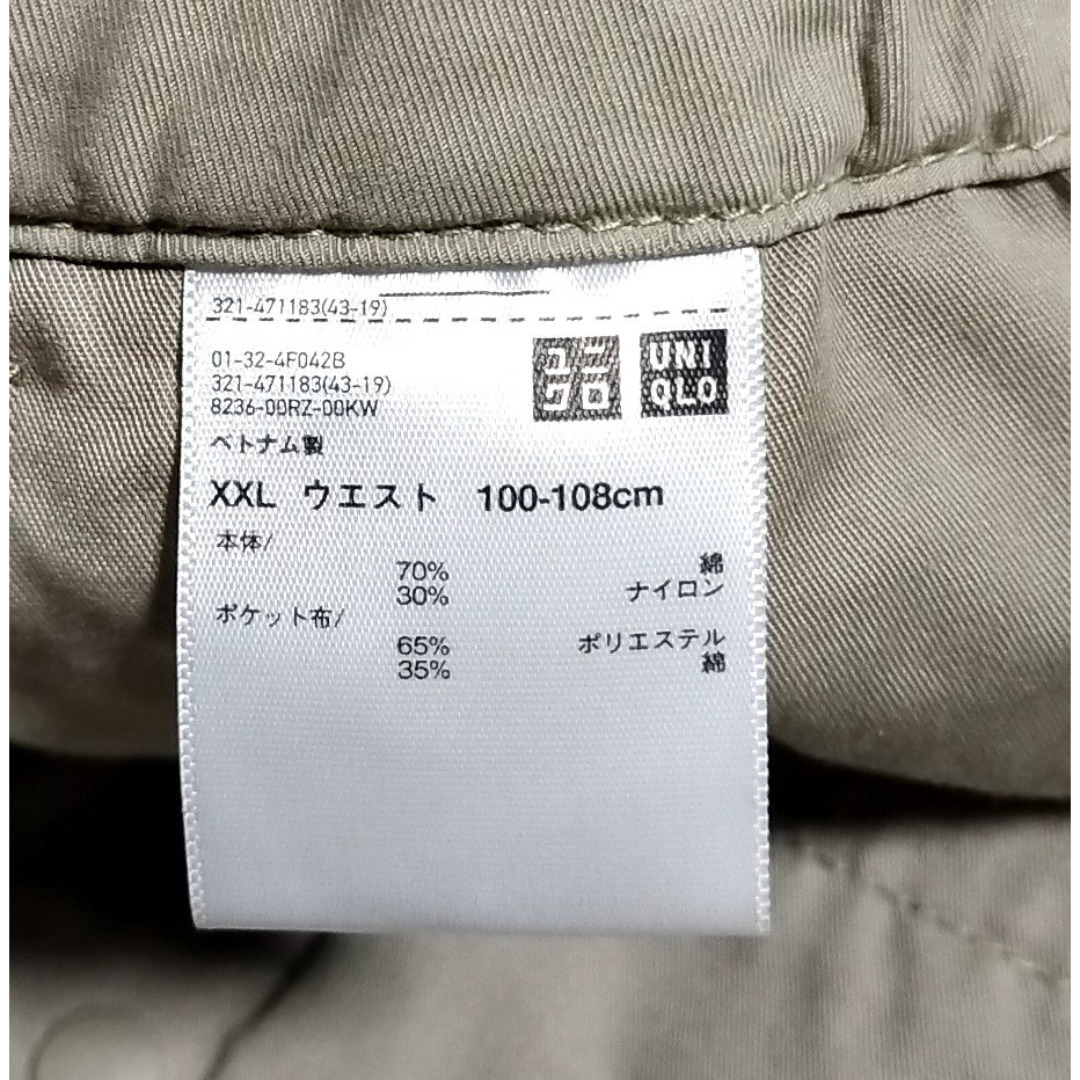 321-471183(43-19)
01-32-4F042B
321-471183(43-19)
8236-00RZ-00KW
ユニ
クロ
UNI
QLO
ベトナム製
XXL ウエスト 100-108cm
本体/
70% 綿
30% ナイロン
ポケット布/
65% ポリエステル
35% 綿